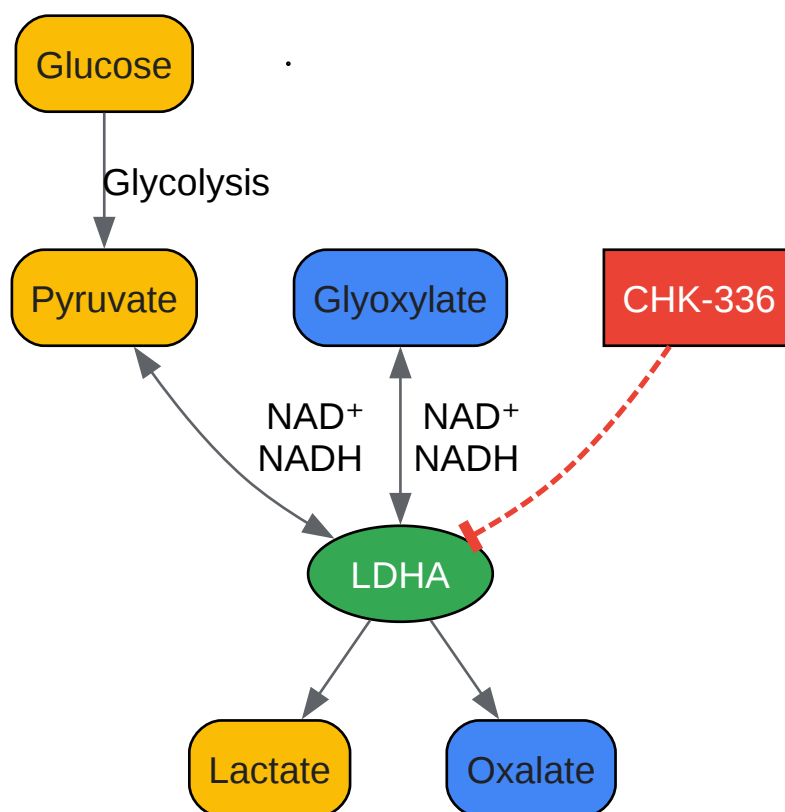 Glucose
.
Glycolysis
Pyruvate
Glyoxylate
CHK-336
NAD⁺
NADH
NAD⁺
NADH
LDHA
Lactate
Oxalate